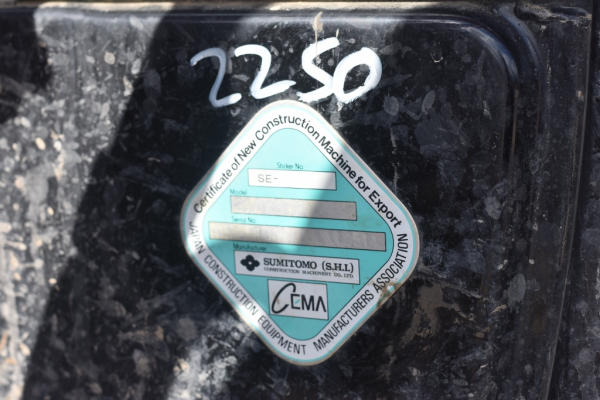 2250
Certificate of New Construction Machine for Export
Sticker No.
SE-
Model
Serial No.
Manufacturer
SUMITOMO (S.H.I.)
CONSTRUCTION MACHINERY CO., LTD.
CEMA
JAPAN CONSTRUCTION EQUIPMENT MANUFACTURERS ASSOCIATION